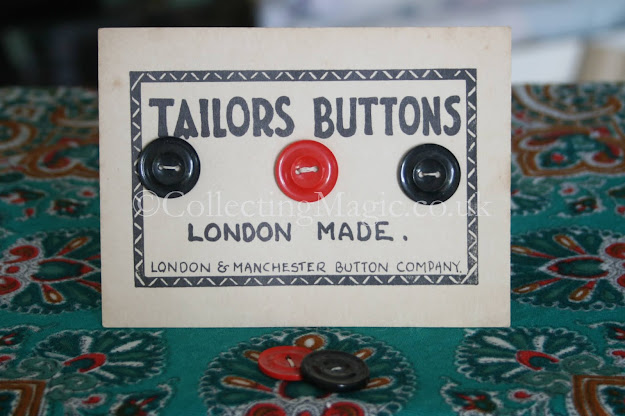 TAILORS BUTTONS
©CollectingMagic.co.uk
LONDON MADE.
LONDON & MANCHESTER BUTTON COMPANY.